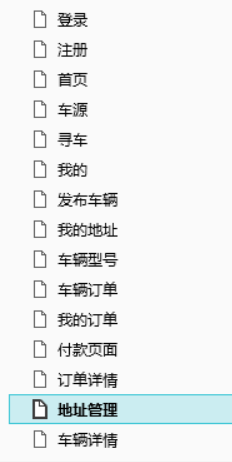 登录
注册
首页
车源
寻车
我的
发布车辆
我的地址
车辆型号
车辆订单
我的订单
付款页面
订单详情
地址管理
车辆详情